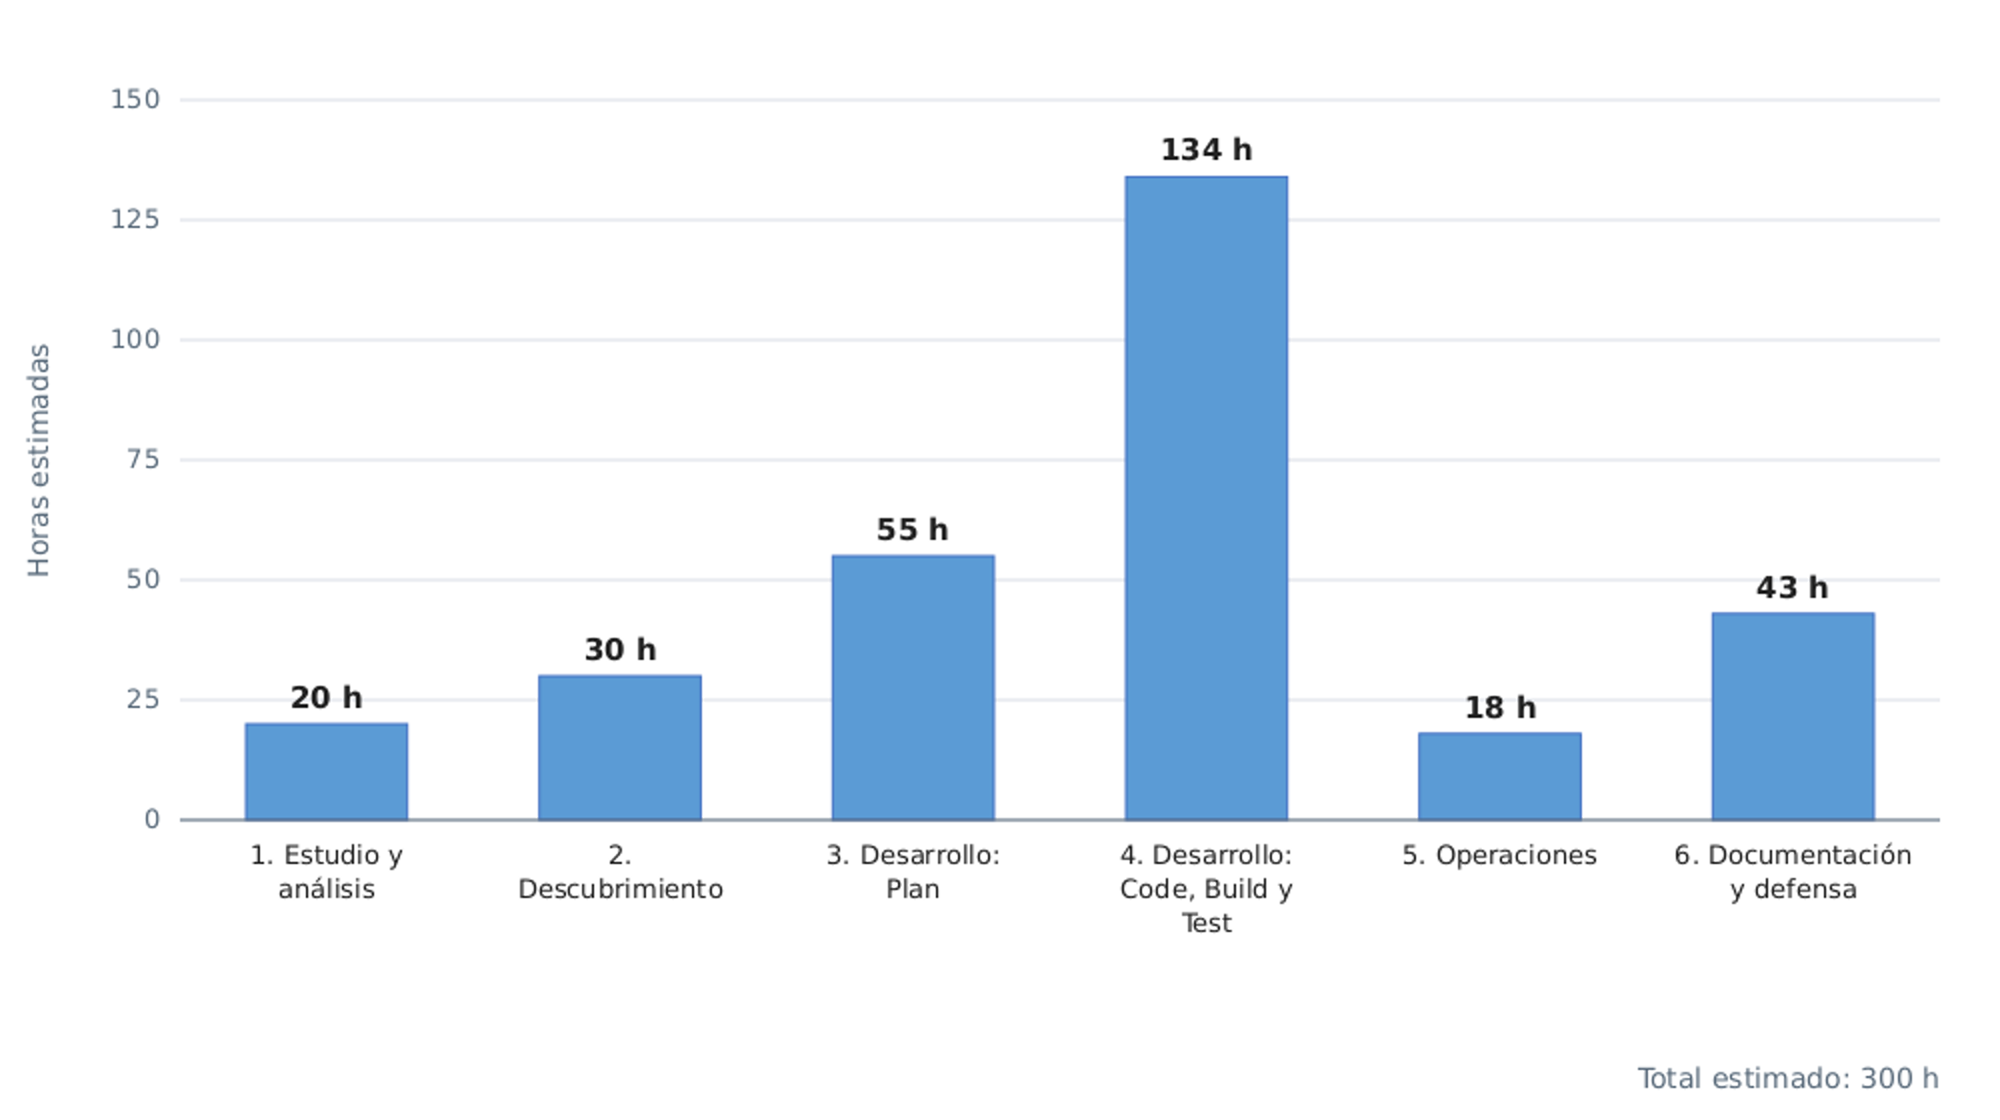 Horas estimadas
150
125
100
75
50
25
0
20 h
30 h
55 h
134 h
18 h
43 h
1. Estudio y
análisis
2.
Descubrimiento
3. Desarrollo:
Plan
4. Desarrollo:
Code, Build y
Test
5. Operaciones
6. Documentación
y defensa
Total estimado: 300 h